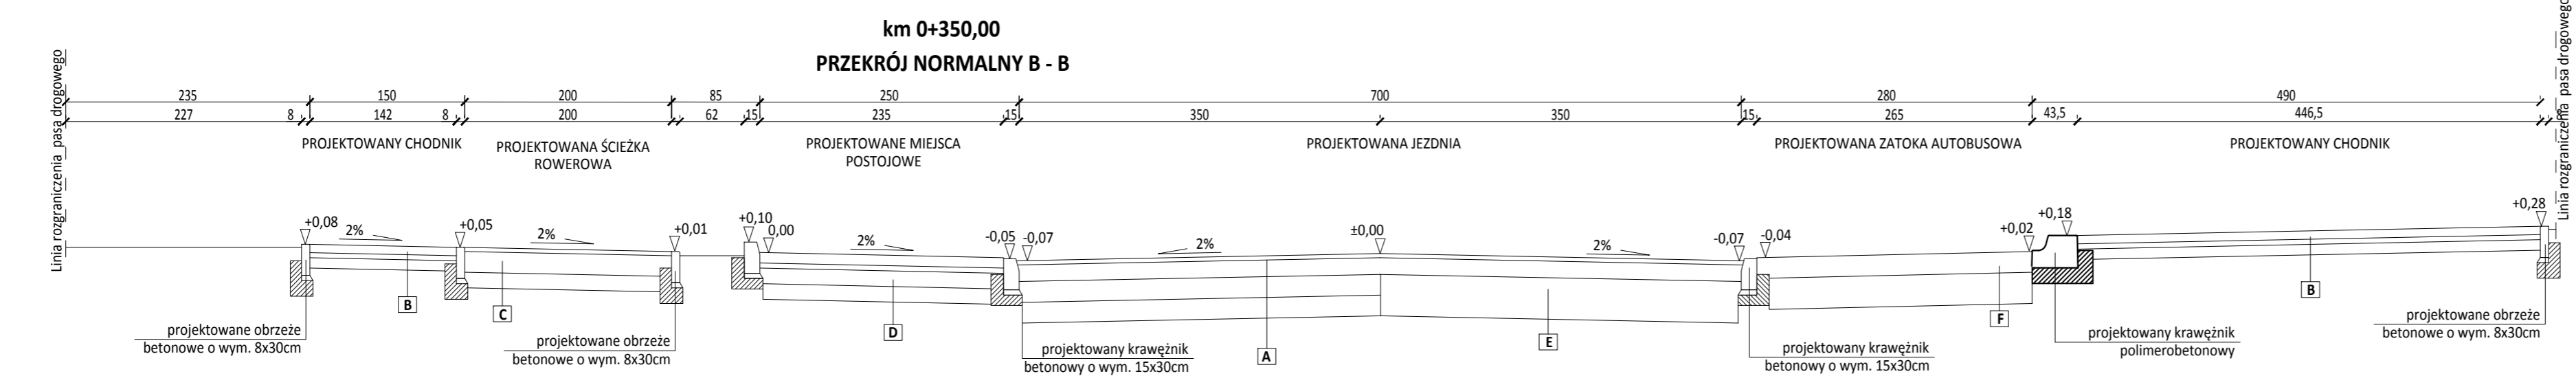 km 0+350,00
PRZEKRÓJ NORMALNY B - B
Linia rozgraniczenia pasa drogowego
235 150 200 85 250 700 280 490
227 8 142 8 200 62 15 235 15 350 350 15 265 43,5 446,5
PROJEKTOWANY CHODNIK
PROJEKTOWANA ŚCIEŻKA
ROWEROWA
PROJEKTOWANE MIEJSCA
POSTOJOWE
PROJEKTOWANA JEZDNIA
PROJEKTOWANA ZATOKA AUTOBUSOWA
PROJEKTOWANY CHODNIK
Linia rozgraniczenia pasa drogowego
+0,08 2% +0,05 2% +0,01 +0,10 0,00 2% -0,05 -0,07 2% ±0,00 2% -0,07 -0,04 +0,02 +0,18 +0,28
B C D A E F B
projektowane obrzeże
betonowe o wym. 8x30cm
projektowane obrzeże
betonowe o wym. 8x30cm
projektowany krawężnik
betonowy o wym. 15x30cm
projektowany krawężnik
betonowy o wym. 15x30cm
projektowany krawężnik
polimerobetonowy
projektowane obrzeże
betonowe o wym. 8x30cm